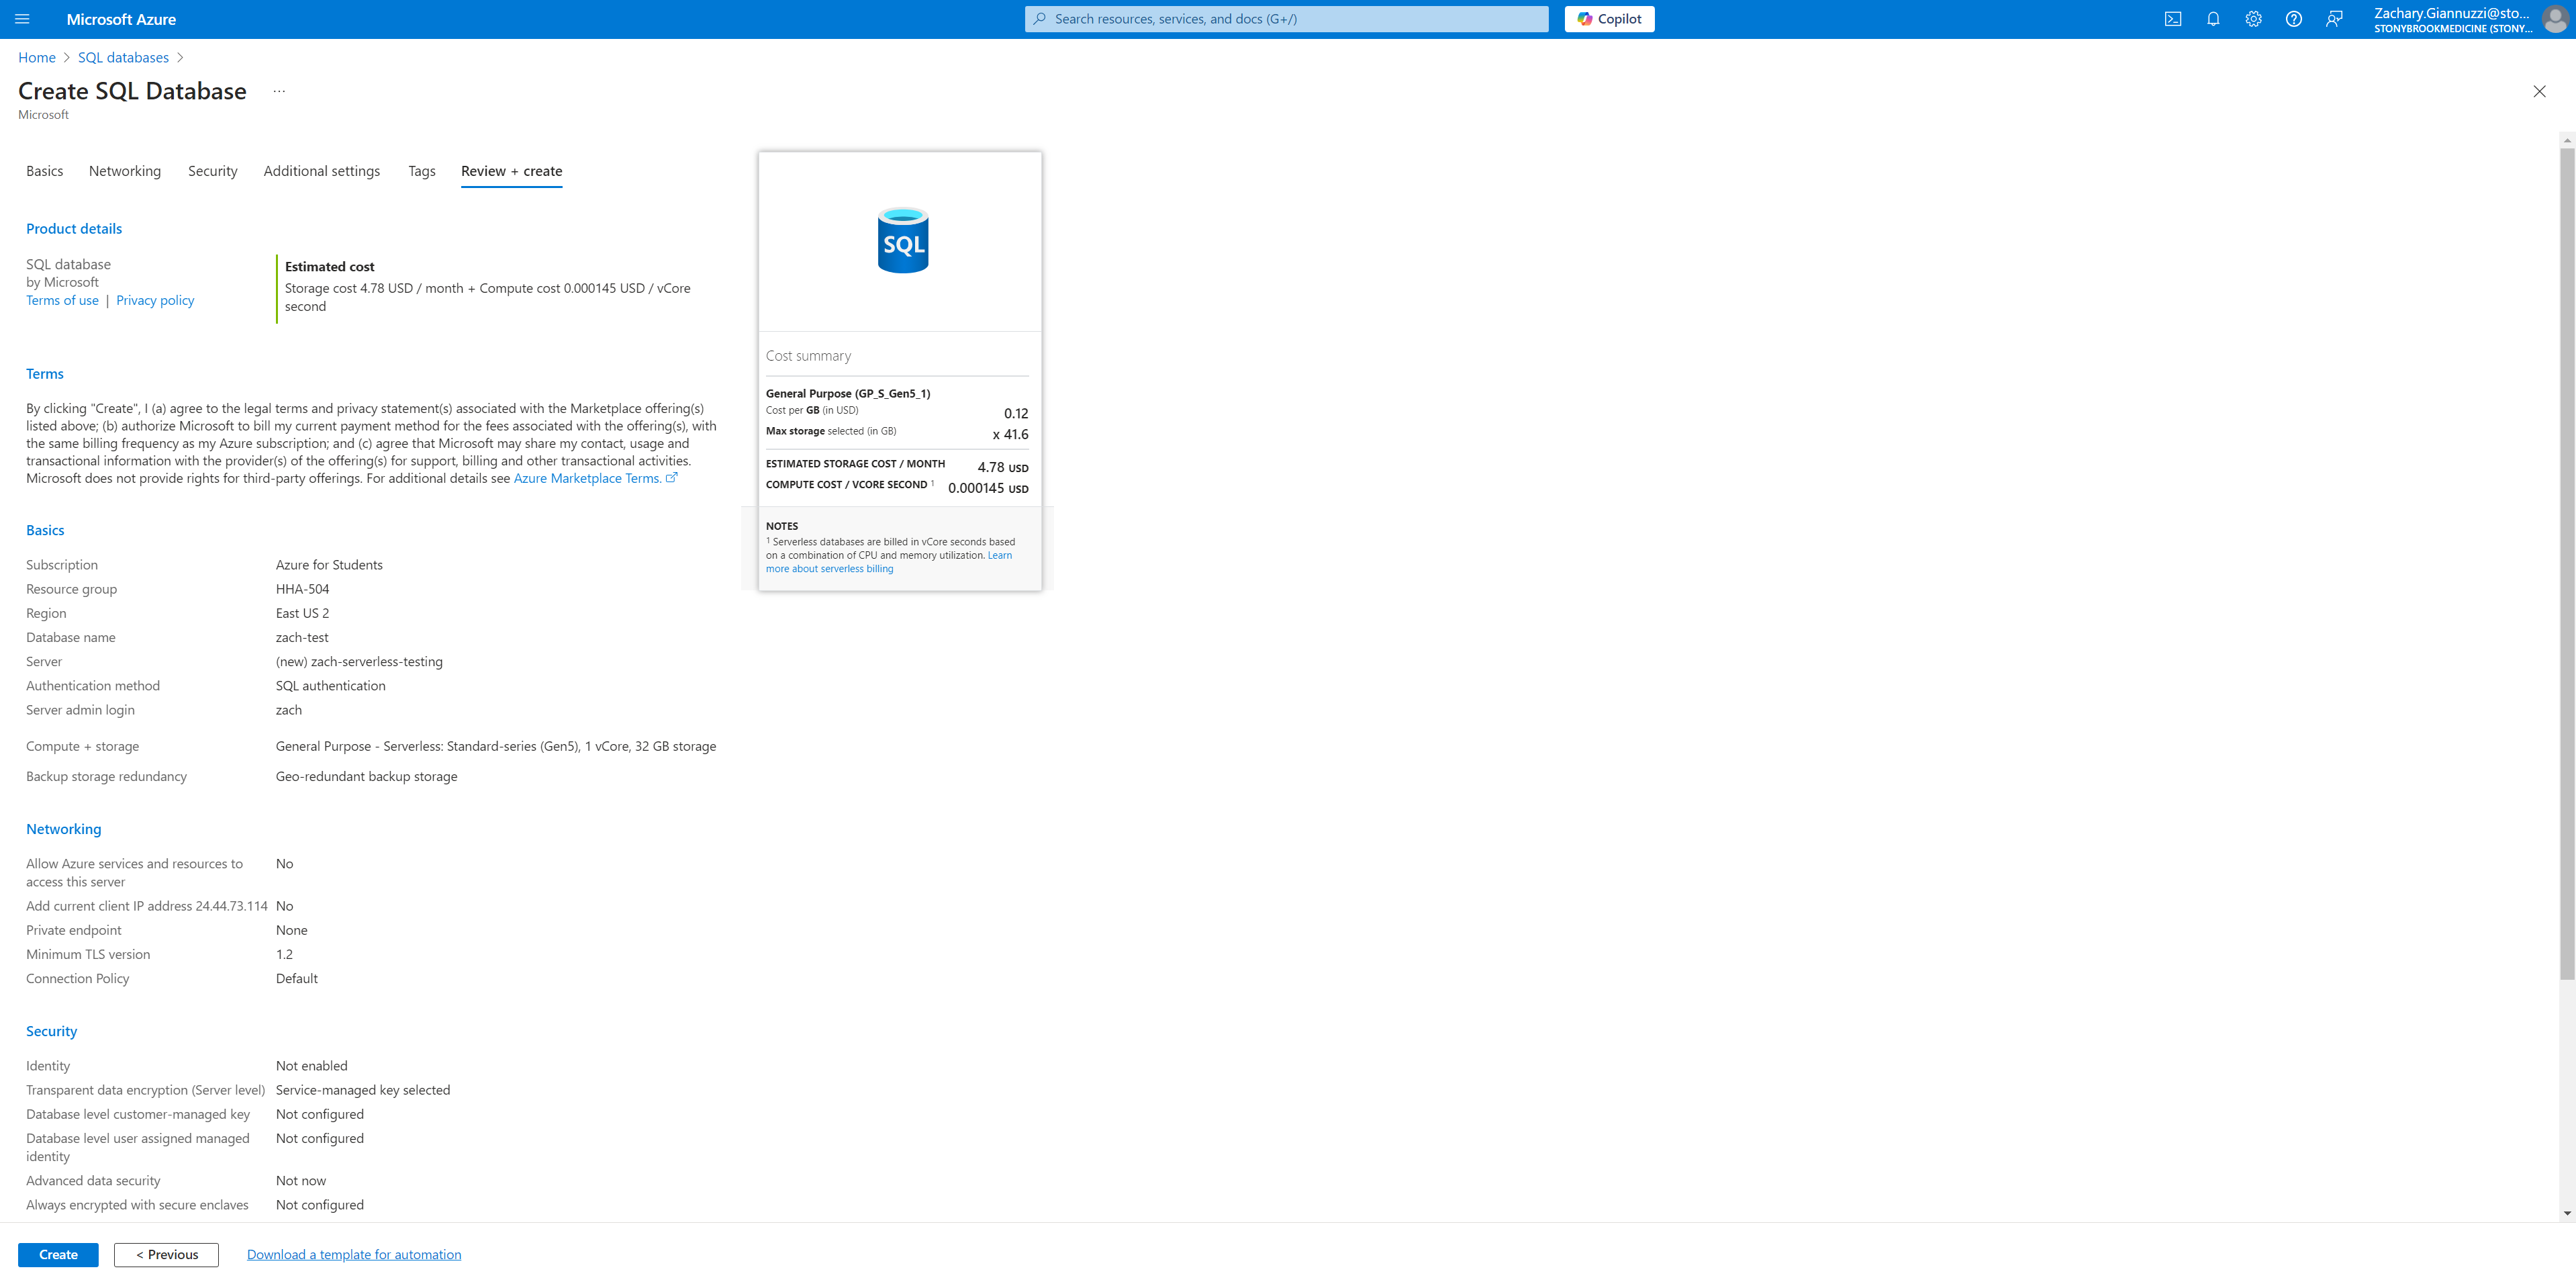 Microsoft Azure
Search resources, services, and docs (G+/)
Copilot
Zachary.Giannuzzi@sto...
STONYBROOKMEDICINE (STONY...
Home > SQL databases >
Create SQL Database ...
Microsoft
Basics Networking Security Additional settings Tags Review + create
Product details
SQL database
by Microsoft
Terms of use | Privacy policy
Estimated cost
Storage cost 4.78 USD / month + Compute cost 0.000145 USD / vCore
second
Terms
By clicking "Create", I (a) agree to the legal terms and privacy statement(s) associated with the Marketplace offering(s)
listed above; (b) authorize Microsoft to bill my current payment method for the fees associated with the offering(s), with
the same billing frequency as my Azure subscription; and (c) agree that Microsoft may share my contact, usage and
transactional information with the provider(s) of the offering(s) for support, billing and other transactional activities.
Microsoft does not provide rights for third-party offerings. For additional details see Azure Marketplace Terms.
Basics
Subscription Azure for Students
Resource group HHA-504
Region East US 2
Database name zach-test
Server (new) zach-serverless-testing
Authentication method SQL authentication
Server admin login zach
Compute + storage General Purpose - Serverless: Standard-series (Gen5), 1 vCore, 32 GB storage
Backup storage redundancy Geo-redundant backup storage
Networking
Allow Azure services and resources to No
access this server
Add current client IP address 24.44.73.114 No
Private endpoint None
Minimum TLS version 1.2
Connection Policy Default
Security
Identity Not enabled
Transparent data encryption (Server level) Service-managed key selected
Database level customer-managed key Not configured
Database level user assigned managed Not configured
identity
Advanced data security Not now
Always encrypted with secure enclaves Not configured
SQL
Cost summary
General Purpose (GP_S_Gen5_1)
Cost per GB (in USD) 0.12
Max storage selected (in GB) x 41.6
ESTIMATED STORAGE COST / MONTH 4.78 USD
COMPUTE COST / VCORE SECOND 1 0.000145 USD
NOTES
1 Serverless databases are billed in vCore seconds based
on a combination of CPU and memory utilization. Learn
more about serverless billing
Create < Previous Download a template for automation